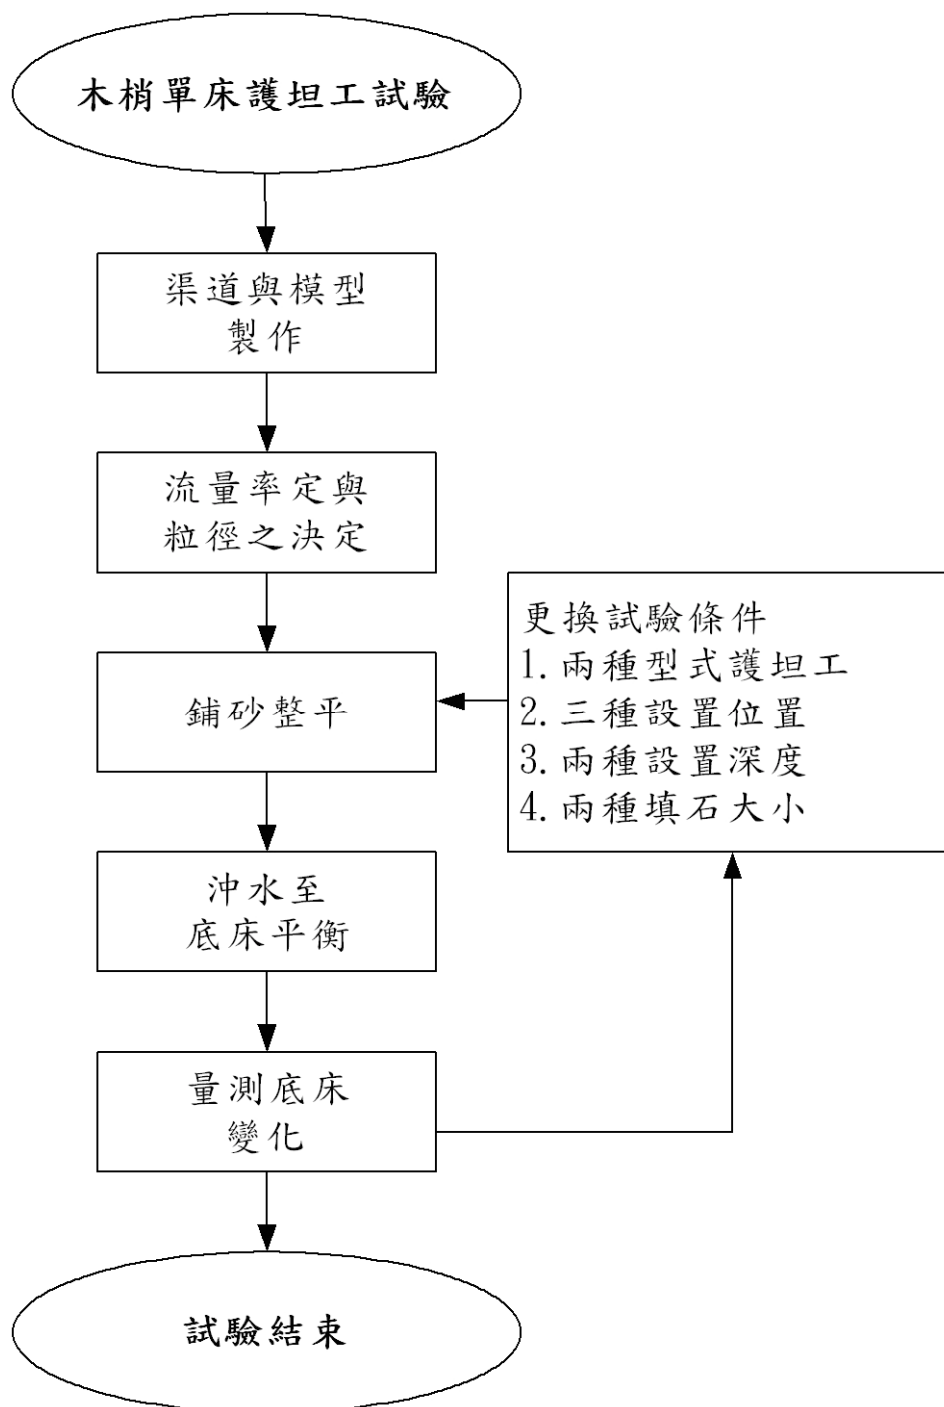 木梢單床護坦工試驗
渠道與模型
製作
流量率定與
粒徑之決定
鋪砂整平
沖水至
底床平衡
量測底床
變化
試驗結束
更換試驗條件
1.兩種型式護坦工
2.三種設置位置
3.兩種設置深度
4.兩種填石大小